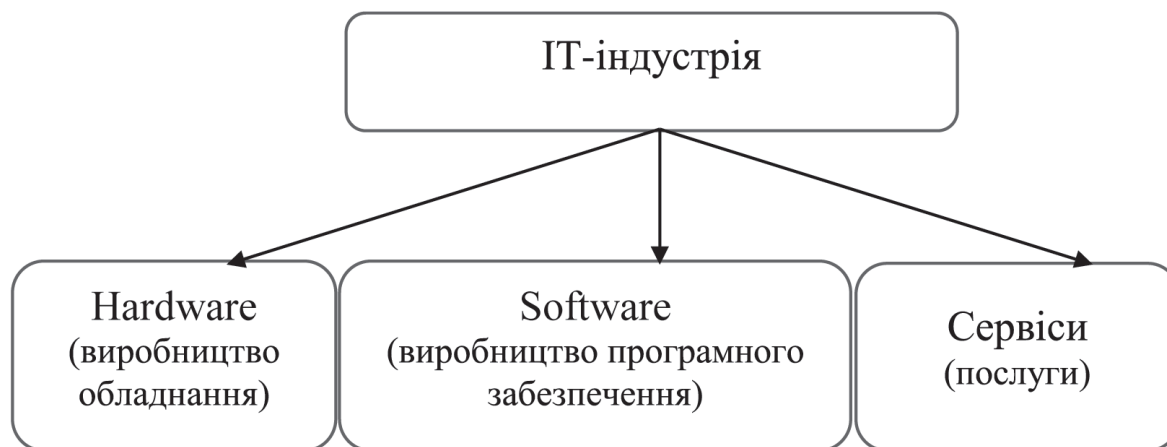 ІТ-індустрія
Hardware
(виробництво
обладнання)
Software
(виробництво програмного
забезпечення)
Сервіси
(послуги)